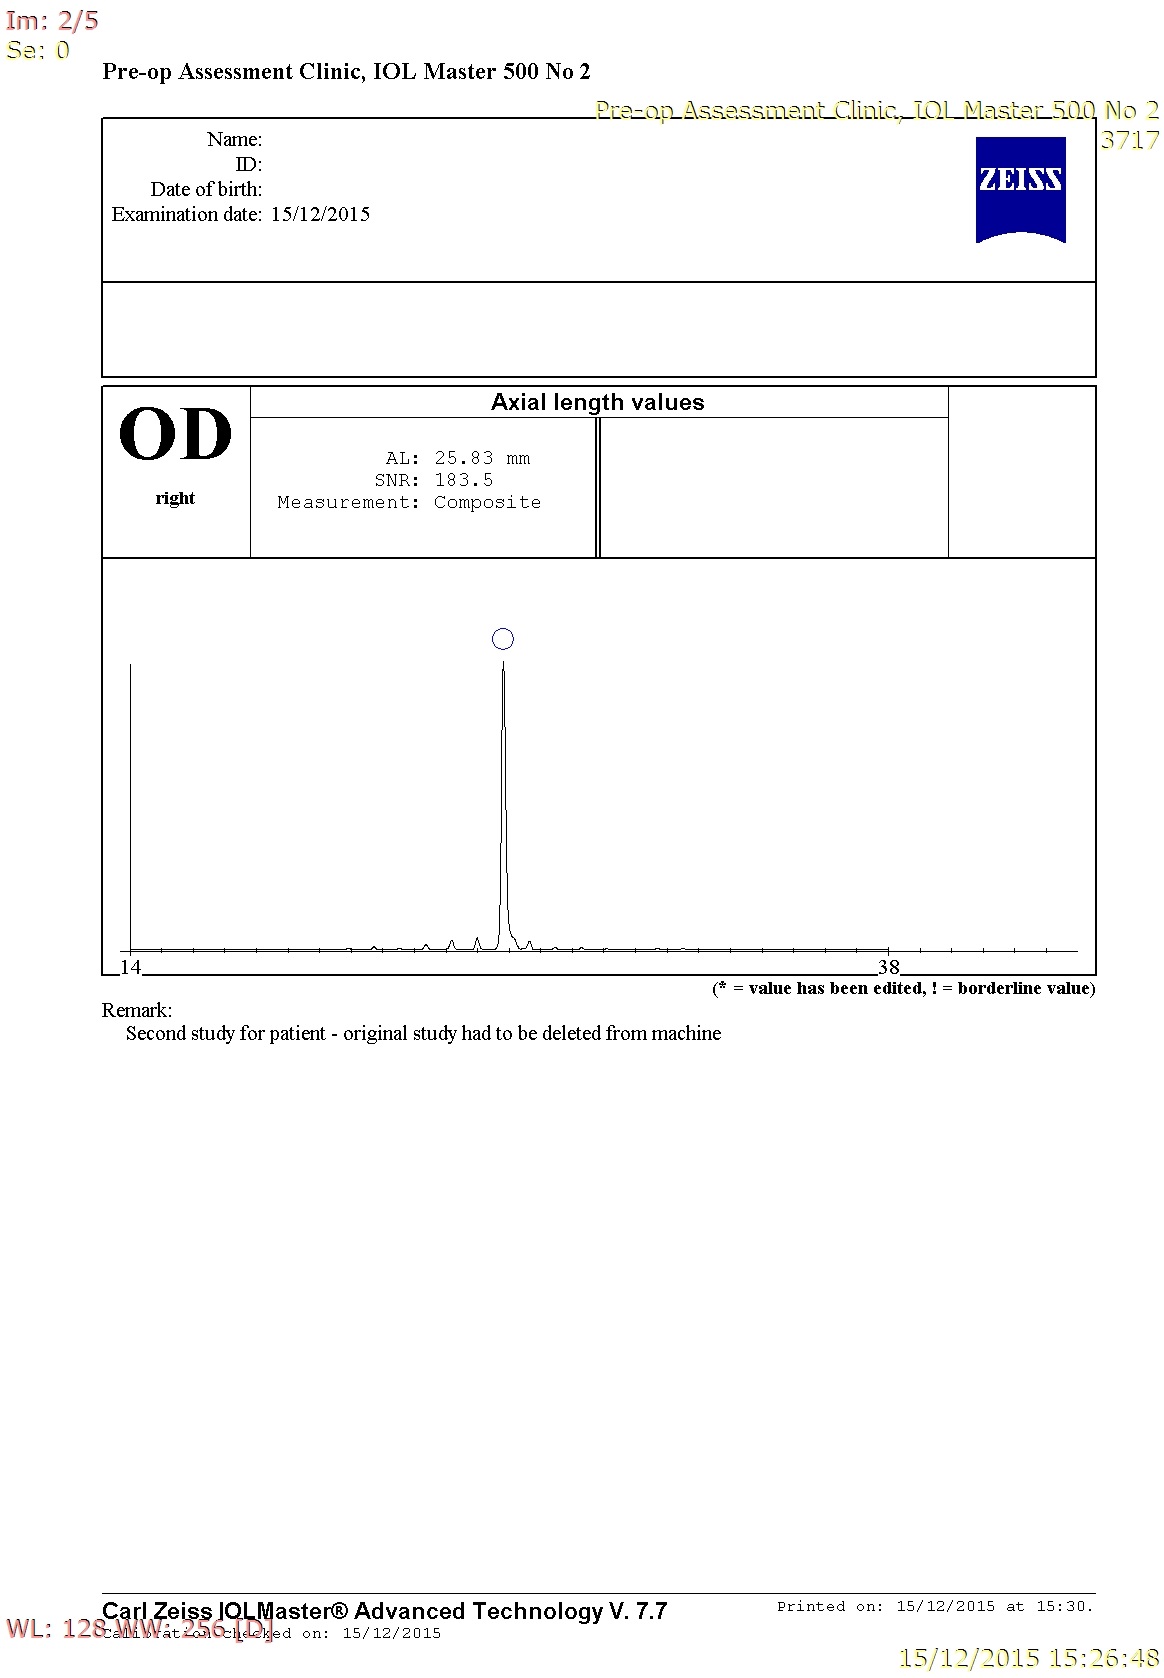 Im: 2/5
Se: 0
Pre-op Assessment Clinic, IOL Master 500 No 2
Pre-op Assessment Clinic, IOL Master 500 No 2
3717
Name:
ID:
Date of birth:
Examination date: 15/12/2015
ZEISS
OD
right
Axial length values
AL: 25.83 mm
SNR: 183.5
Measurement: Composite
14
38
(* = value has been edited, ! = borderline value)
Remark:
Second study for patient - original study had to be deleted from machine
Carl Zeiss IOLMaster® Advanced Technology V. 7.7
Printed on: 15/12/2015 at 15:30.
WL: 128 WW: 256 [D]
Calibration checked on: 15/12/2015
15/12/2015 15:26:48